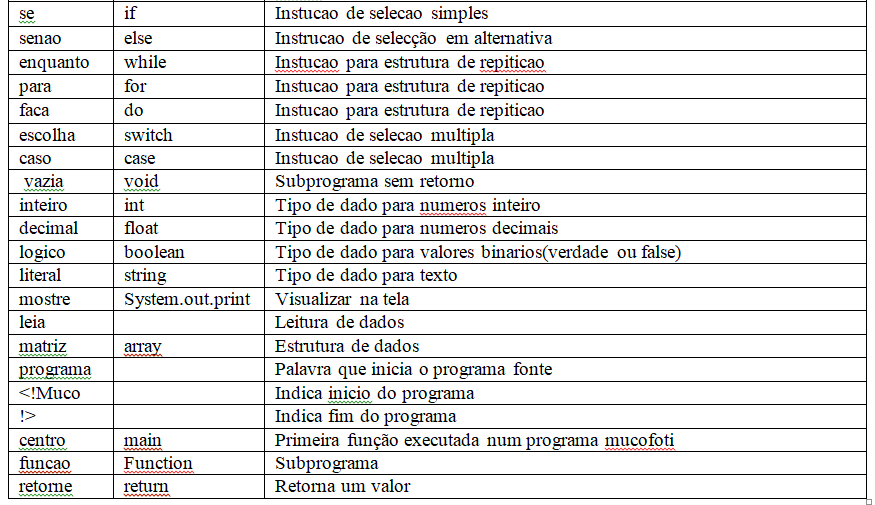 se if Instucao de selecao simples
senao else Instrucao de selecção em alternativa
enquanto while Instucao para estrutura de repiticao
para for Instucao para estrutura de repiticao
faca do Instucao para estrutura de repiticao
escolha switch Instucao de selecao multipla
caso case Instucao de selecao multipla
vazia void Subprograma sem retorno
inteiro int Tipo de dado para numeros inteiro
decimal float Tipo de dado para numeros decimais
logico boolean Tipo de dado para valores binarios(verdade ou false)
literal string Tipo de dado para texto
mostre System.out.print Visualizar na tela
leia Leitura de dados
matriz array Estrutura de dados
programa Palavra que inicia o programa fonte
<!Muco Indica inicio do programa
!> Indica fim do programa
centro main Primeira função executada num programa mucofoti
funcao Function Subprograma
retorne return Retorna um valor